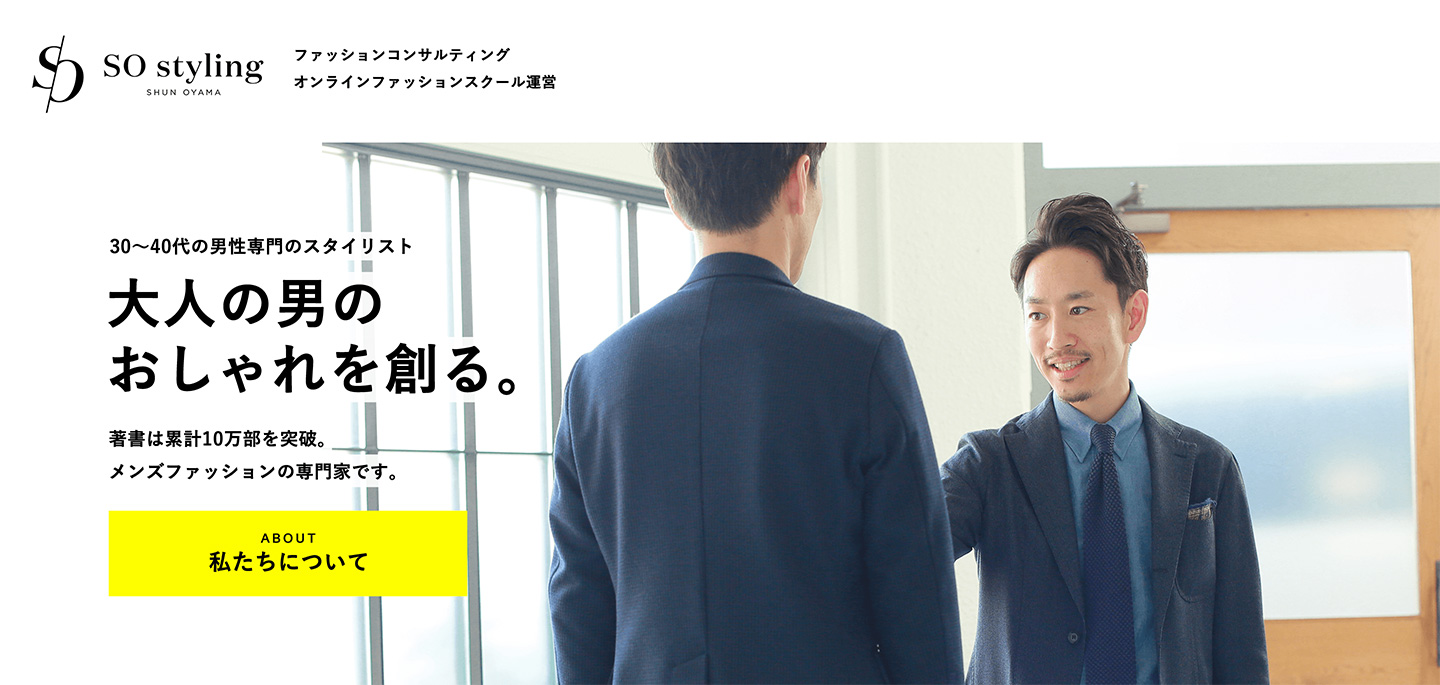 SO styling
SHUN OYAMA
ファッションコンサルティング
オンラインファッションスクール運営
30〜40代の男性専門のスタイリスト
大人の男の
おしゃれを創る。
著書は累計10万部を突破。
メンズファッションの専門家です。
ABOUT
私たちについて